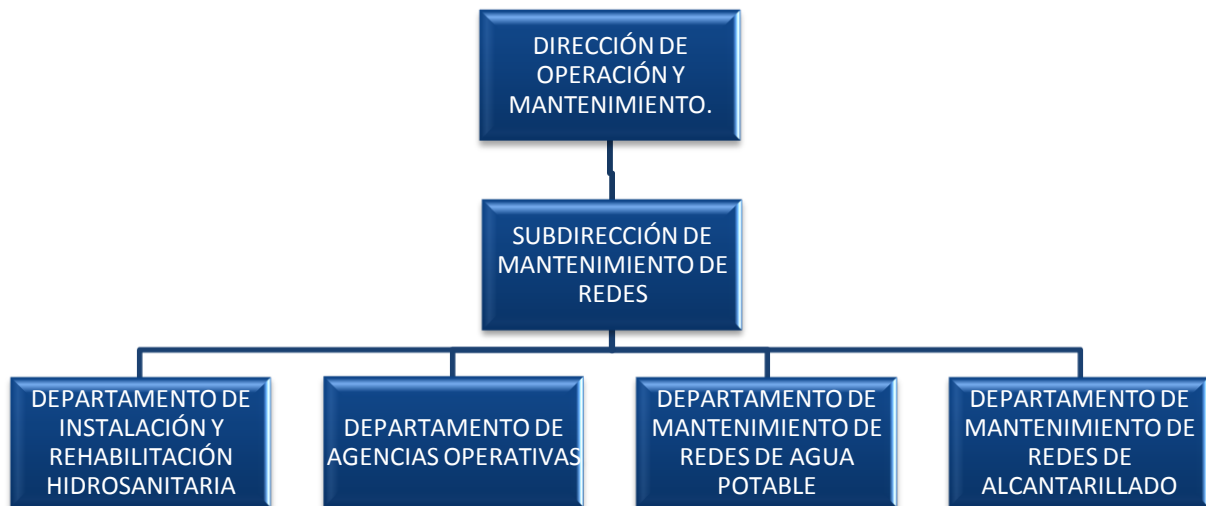 DIRECCIÓN DE
OPERACIÓN Y
MANTENIMIENTO.
SUBDIRECCIÓN DE
MANTENIMIENTO DE
REDES
DEPARTAMENTO DE
INSTALACIÓN Y
REHABILITACIÓN
HIDROSANITARIA
DEPARTAMENTO DE
AGENCIAS OPERATIVAS
DEPARTAMENTO DE
MANTENIMIENTO DE
REDES DE AGUA
POTABLE
DEPARTAMENTO DE
MANTENIMIENTO DE
REDES DE
ALCANTARILLADO